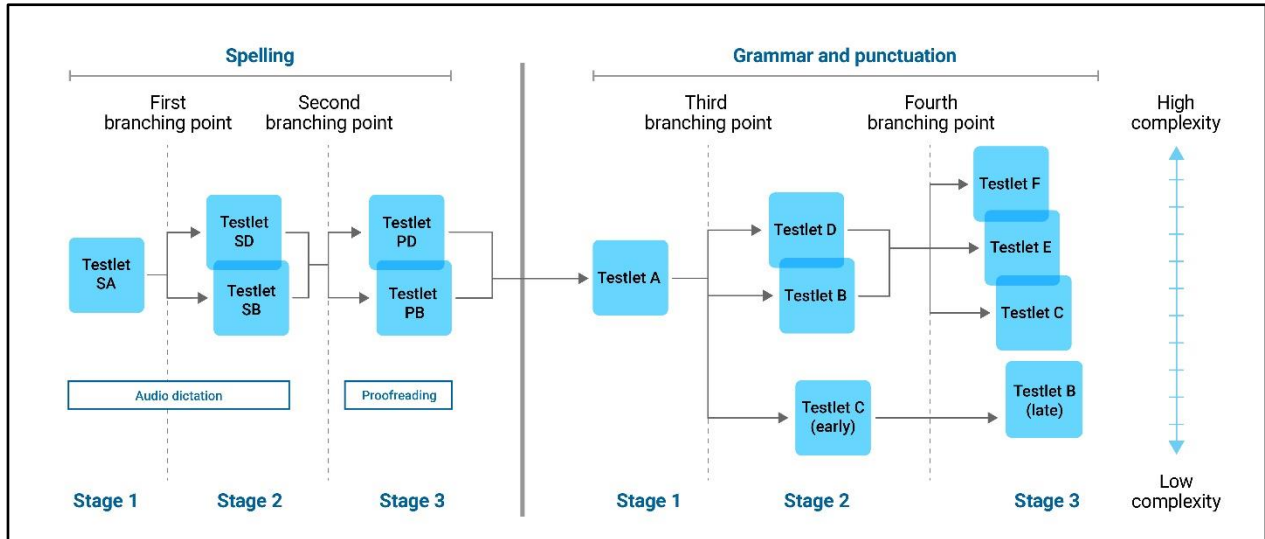 Spelling
Grammar and punctuation
First
branching point
Second
branching point
Third
branching point
Fourth
branching point
High
complexity
Testlet
SA
Testlet
SD
Testlet
SB
Testlet
PD
Testlet
PB
Testlet A
Testlet D
Testlet B
Testlet C
(early)
Testlet F
Testlet E
Testlet C
Testlet B
(late)
Audio dictation
Proofreading
Stage 1
Stage 2
Stage 3
Stage 1
Stage 2
Stage 3
Low
complexity